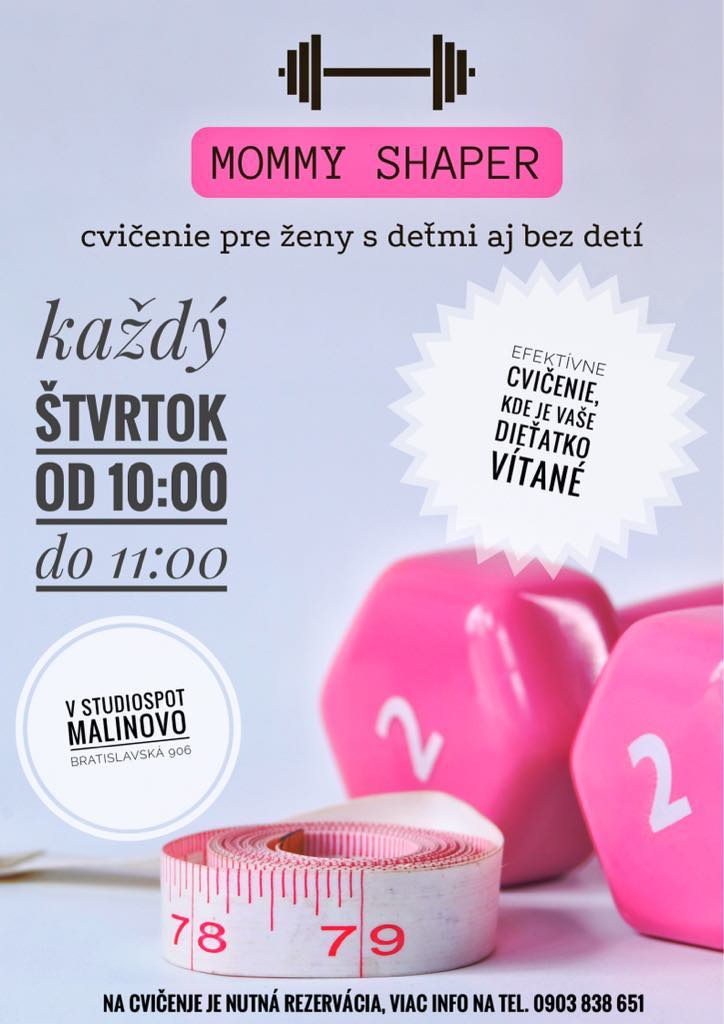 MOMMY SHAPER
cvičenie pre ženy s deťmi aj bez detí
každý
ŠTVRTOK
OD 10:00
do 11:00
EFEKTÍVNE
CVIČENIE,
KDE JE VAŠE
DIEŤATKO
VÍTANÉ
V STUDIOSPOT
MALINOVO
BRATISLAVSKÁ 906
2
2
78
79
NA CVIČENJE JE NUTNÁ REZERVÁCIA, VIAC INFO NA TEL. 0903 838 651